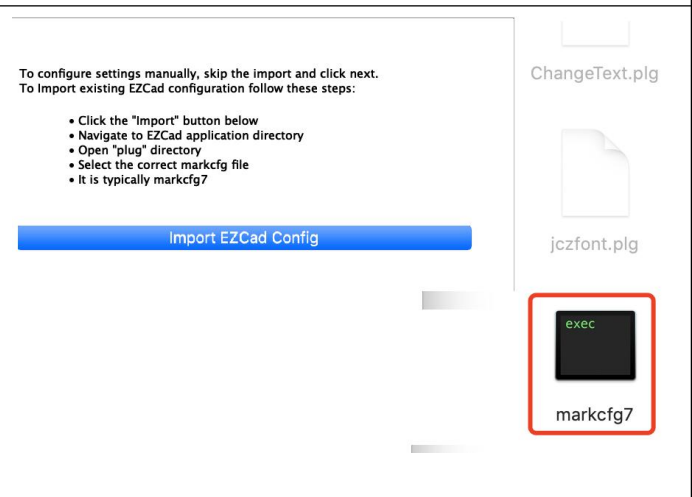 To configure settings manually, skip the import and click next.
To Import existing EZCad configuration follow these steps:
• Click the "Import" button below
• Navigate to EZCad application directory
• Open "plug" directory
• Select the correct markcfg file
• It is typically markcfg7
Import EZCad Config
ChangeText.plg
jczfont.plg
exec
markcfg7